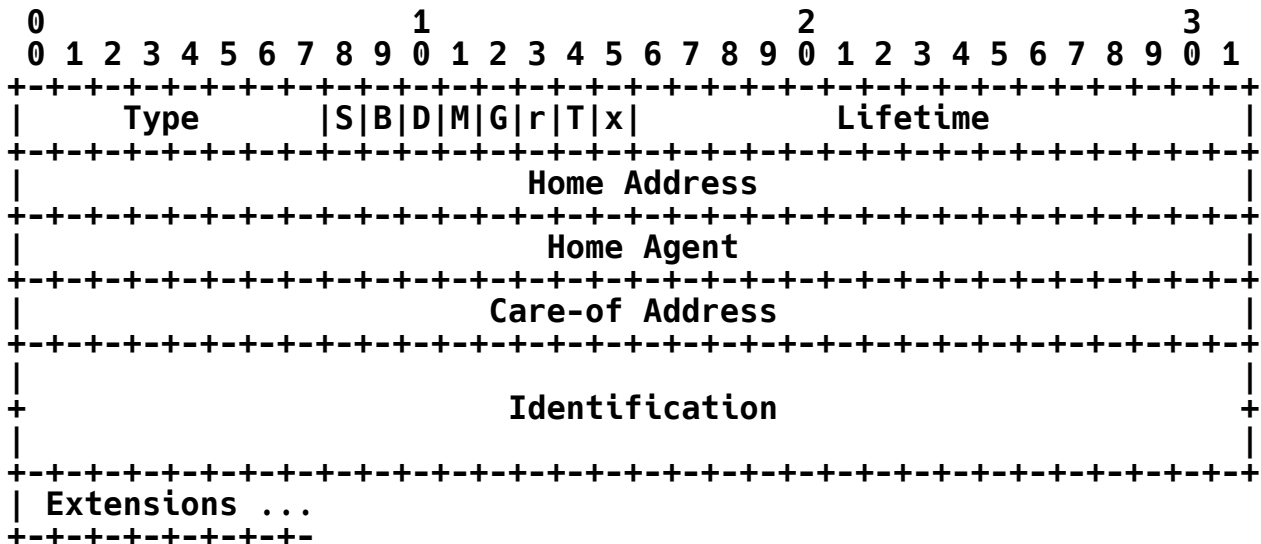 0                   1                   2                   3
 0 1 2 3 4 5 6 7 8 9 0 1 2 3 4 5 6 7 8 9 0 1 2 3 4 5 6 7 8 9 0 1
+-+-+-+-+-+-+-+-+-+-+-+-+-+-+-+-+-+-+-+-+-+-+-+-+-+-+-+-+-+-+-+-+
|     Type      |S|B|D|M|G|r|T|x|          Lifetime             |
+-+-+-+-+-+-+-+-+-+-+-+-+-+-+-+-+-+-+-+-+-+-+-+-+-+-+-+-+-+-+-+-+
|                          Home Address                         |
+-+-+-+-+-+-+-+-+-+-+-+-+-+-+-+-+-+-+-+-+-+-+-+-+-+-+-+-+-+-+-+-+
|                           Home Agent                          |
+-+-+-+-+-+-+-+-+-+-+-+-+-+-+-+-+-+-+-+-+-+-+-+-+-+-+-+-+-+-+-+-+
|                        Care-of Address                        |
+-+-+-+-+-+-+-+-+-+-+-+-+-+-+-+-+-+-+-+-+-+-+-+-+-+-+-+-+-+-+-+-+
|                                                               |
+                         Identification                        +
|                                                               |
+-+-+-+-+-+-+-+-+-+-+-+-+-+-+-+-+-+-+-+-+-+-+-+-+-+-+-+-+-+-+-+-+
| Extensions ...
+-+-+-+-+-+-+-+-